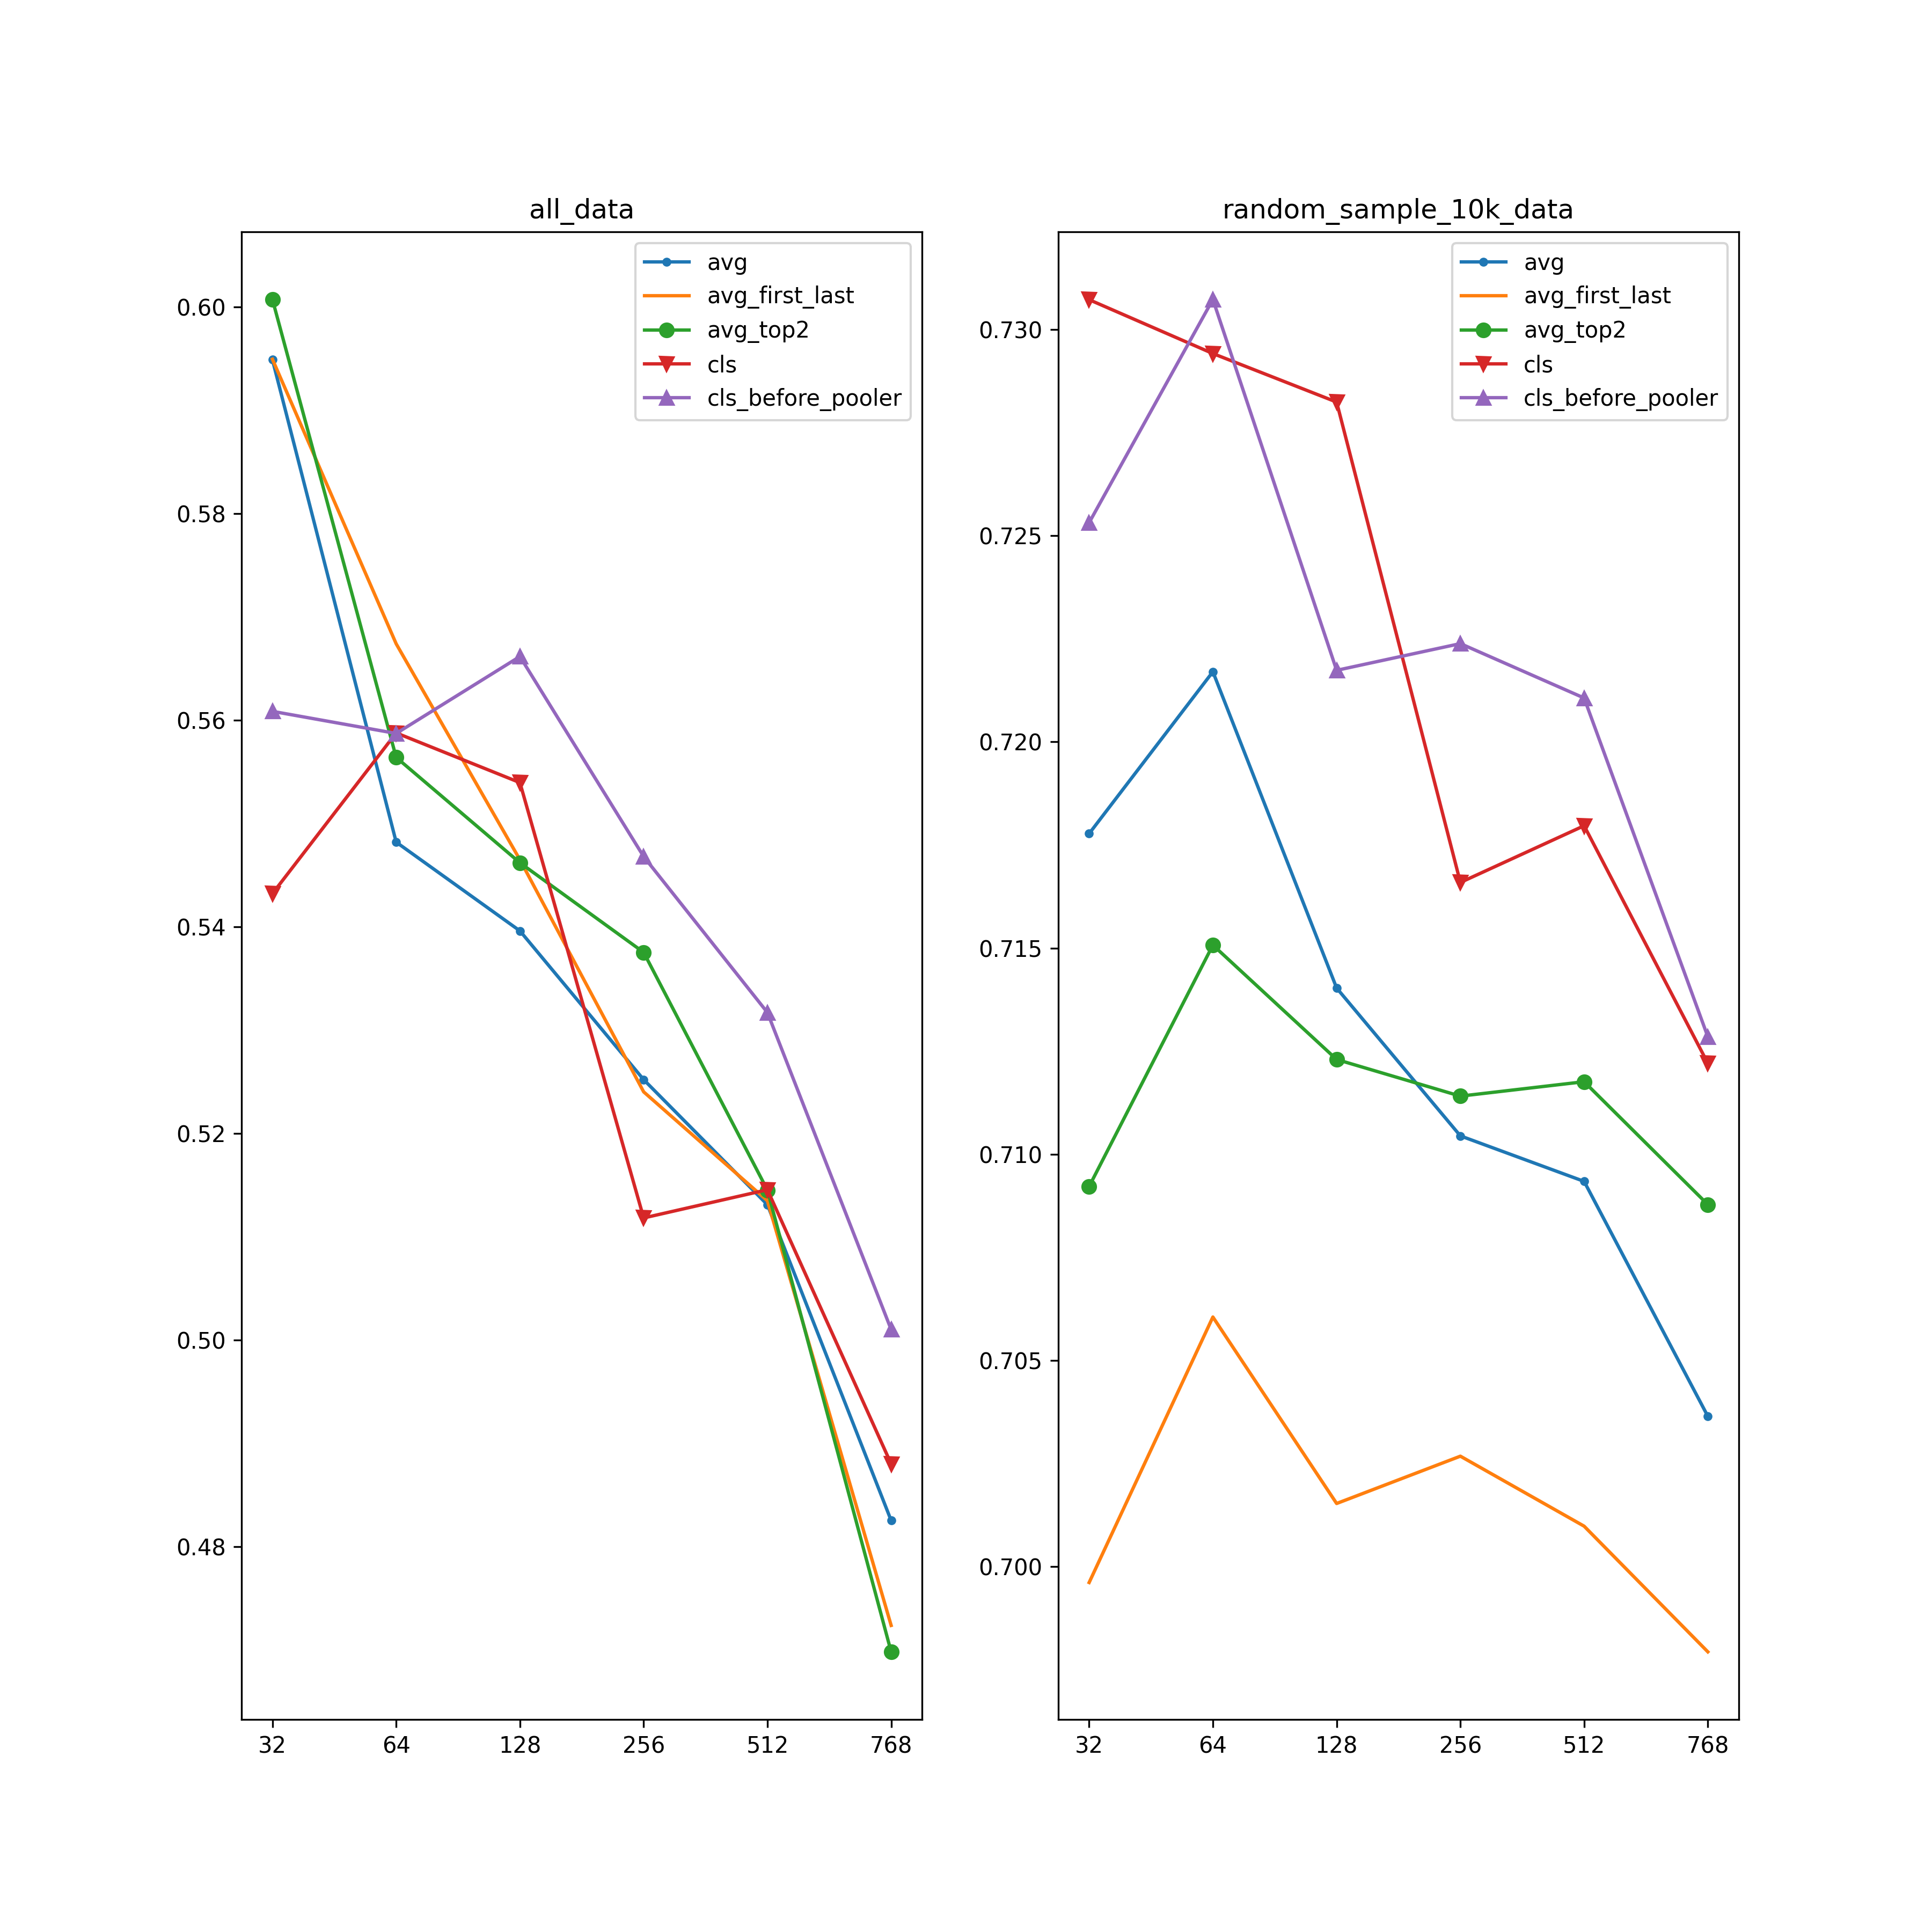 all_data
avg
avg_first_last
avg_top2
cls
cls_before_pooler
0.60
0.58
0.56
0.54
0.52
0.50
0.48
32 64 128 256 512 768
random_sample_10k_data
avg
avg_first_last
avg_top2
cls
cls_before_pooler
0.730
0.725
0.720
0.715
0.710
0.705
0.700
32 64 128 256 512 768